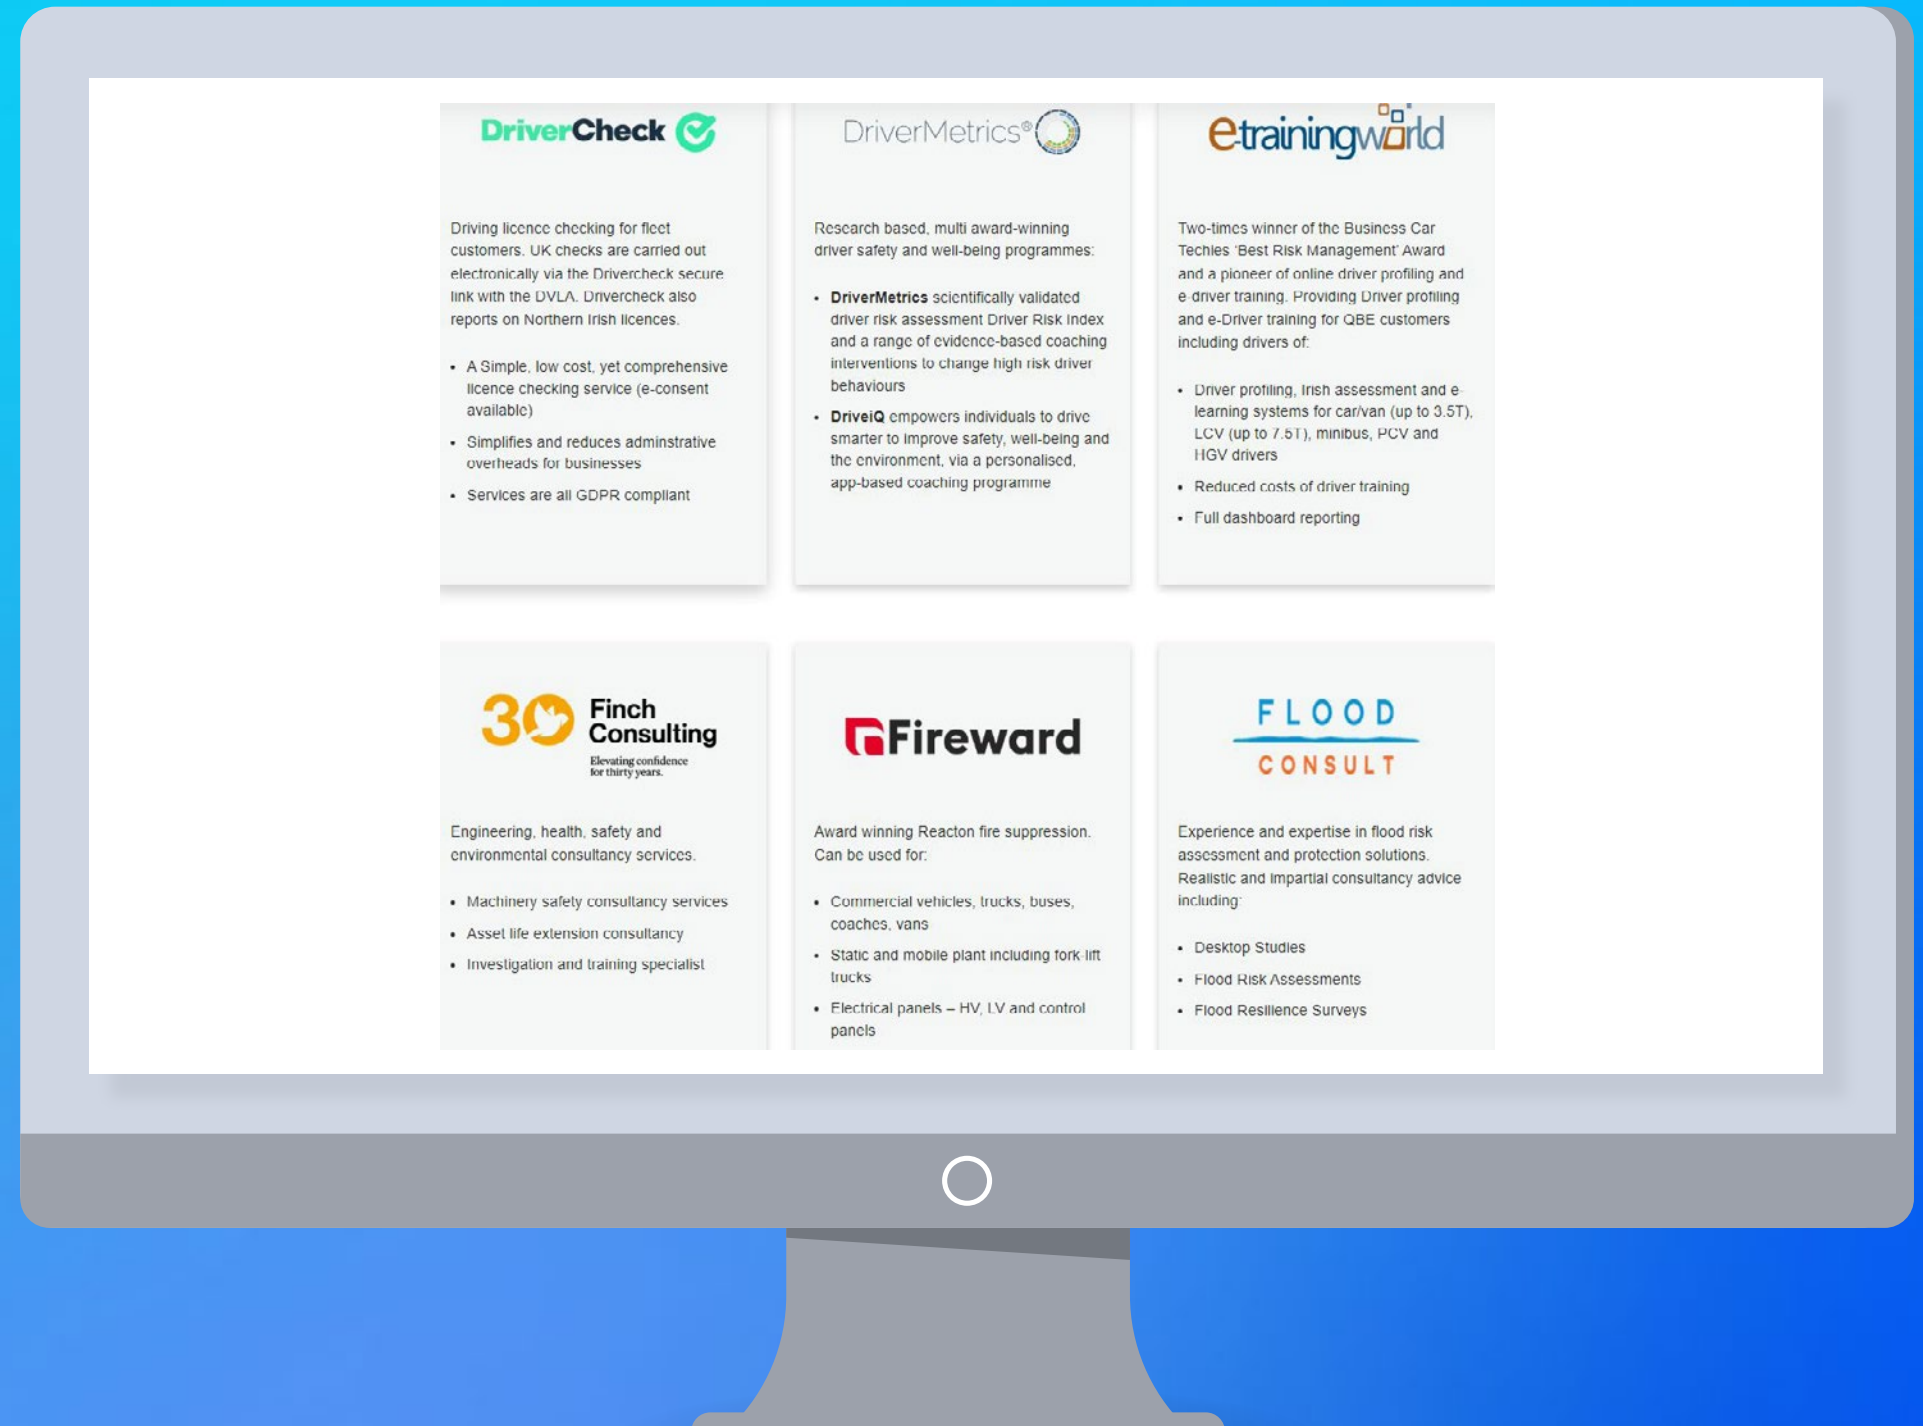 DriverCheck
Driving licence checking for fleet
customers. UK checks are carried out
electronically via the Drivercheck secure
link with the DVLA. Drivercheck also
reports on Northern Irish licences.
• A Simple, low cost, yet comprehensive
licence checking service (e-consent
available)
• Simplifies and reduces adminstrative
overheads for businesses
• Services are all GDPR compliant
DriverMetrics®
Research based, multi award-winning
driver safety and well-being programmes:
• DriverMetrics scientifically validated
driver risk assessment Driver Risk Index
and a range of evidence-based coaching
interventions to change high risk driver
behaviours
• DriveiQ empowers individuals to drive
smarter to improve safety, well-being and
the environment, via a personalised,
app-based coaching programme
e-trainingworld
Two-times winner of the Business Car
Techies 'Best Risk Management' Award
and a pioneer of online driver profiling and
e-driver training. Providing Driver profiling
and e-Driver training for QBE customers
including drivers of:
• Driver profiling, Irish assessment and e-
learning systems for car/van (up to 3.5T),
LCV (up to 7.5T), minibus, PCV and
HGV drivers
• Reduced costs of driver training
• Full dashboard reporting
30 Finch
Consulting
Elevating confidence
for thirty years.
Engineering, health, safety and
environmental consultancy services.
• Machinery safety consultancy services
• Asset life extension consultancy
• Investigation and training specialist
Fireward
Award winning Reacton fire suppression.
Can be used for:
• Commercial vehicles, trucks, buses,
coaches, vans
• Static and mobile plant including fork-lift
trucks
• Electrical panels – HV, LV and control
panels
FLOOD
CONSULT
Experience and expertise in flood risk
assessment and protection solutions.
Realistic and impartial consultancy advice
including:
• Desktop Studies
• Flood Risk Assessments
• Flood Resilience Surveys